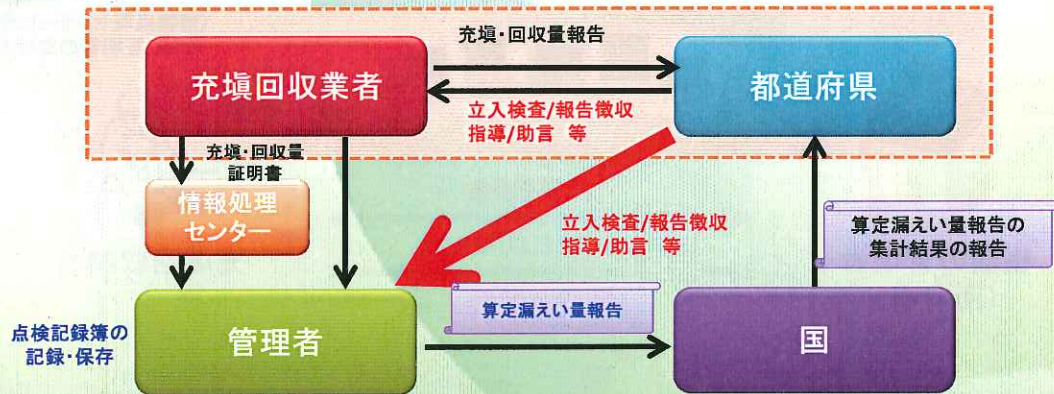 充塡・回収量報告
充塡回収業者
都道府県
立入検査/報告徴収
指導/助言 等
充塡・回収量
証明書
情報処理
センター
立入検査/報告徴収
指導/助言 等
算定漏えい量報告の
集計結果の報告
点検記録簿の
記録・保存
管理者
算定漏えい量報告
国